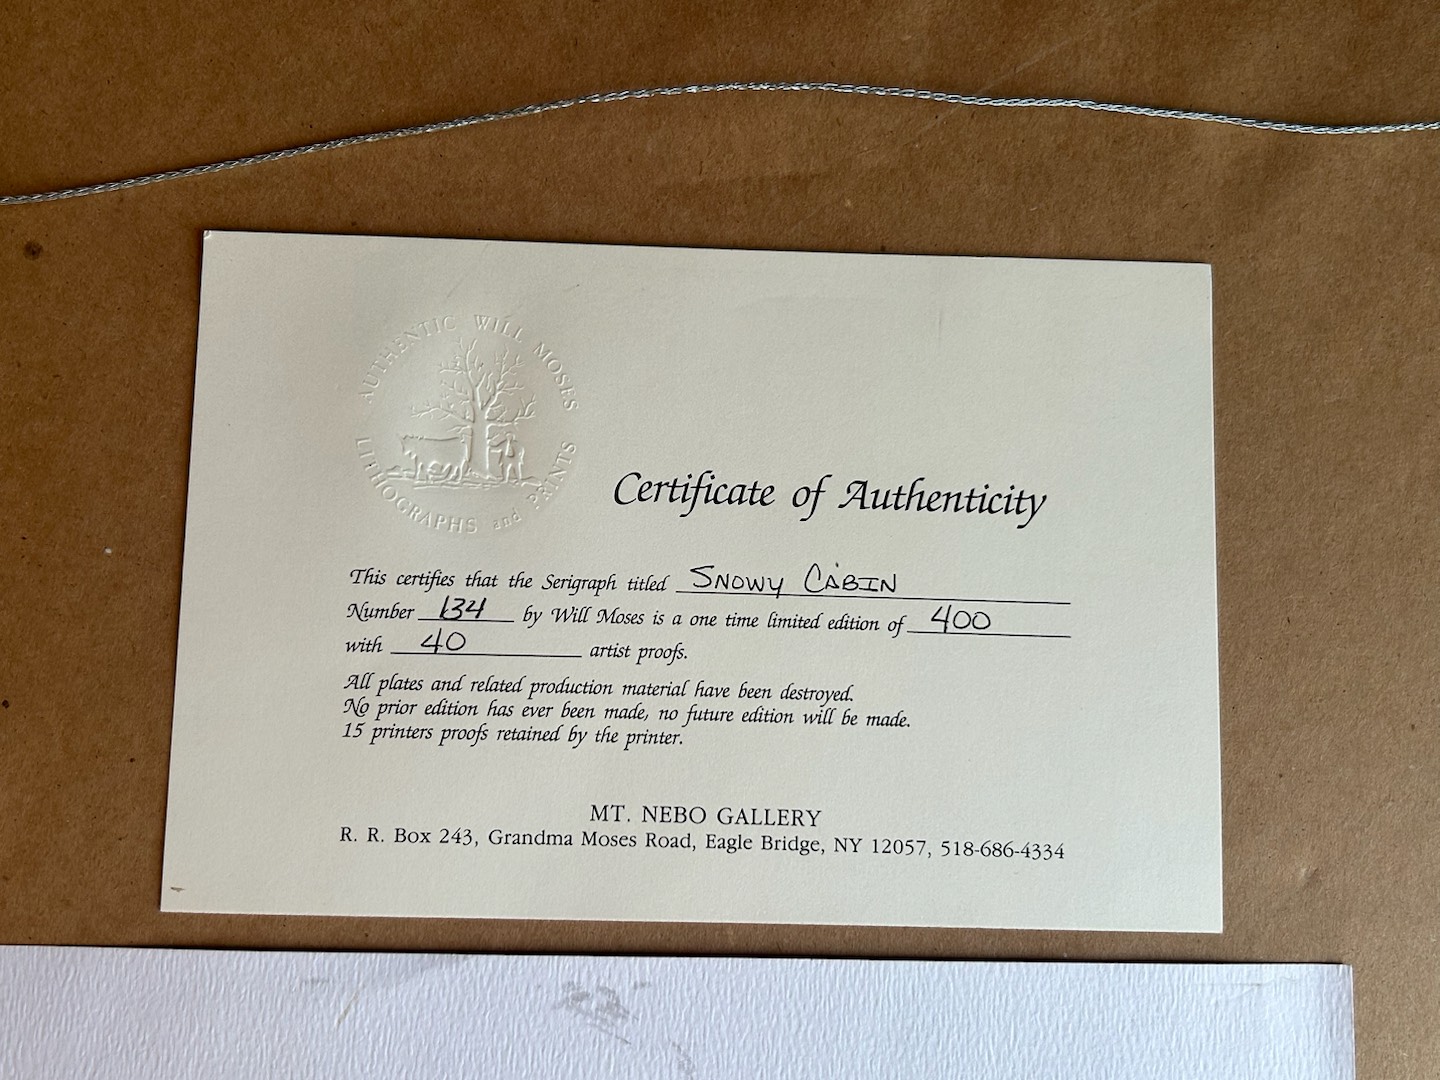 AUTHENTIC WILL MOSES
LITHOGRAPHS and PRINTS
Certificate of Authenticity
This certifies that the Serigraph titled SNOWY CABIN
Number 134 by Will Moses is a one time limited edition of 400
with 40 artist proofs.
All plates and related production material have been destroyed.
No prior edition has ever been made, no future edition will be made.
15 printers proofs retained by the printer.
MT. NEBO GALLERY
R. R. Box 243, Grandma Moses Road, Eagle Bridge, NY 12057, 518-686-4334